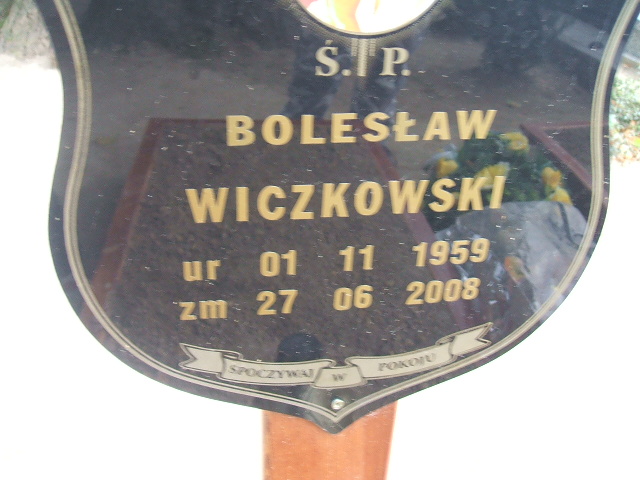 Ś. P.
BOLESŁAW
WICZKOWSKI
ur 01 11 1959
zm 27 06 2008
SPOCZYWAJ W POKOJU